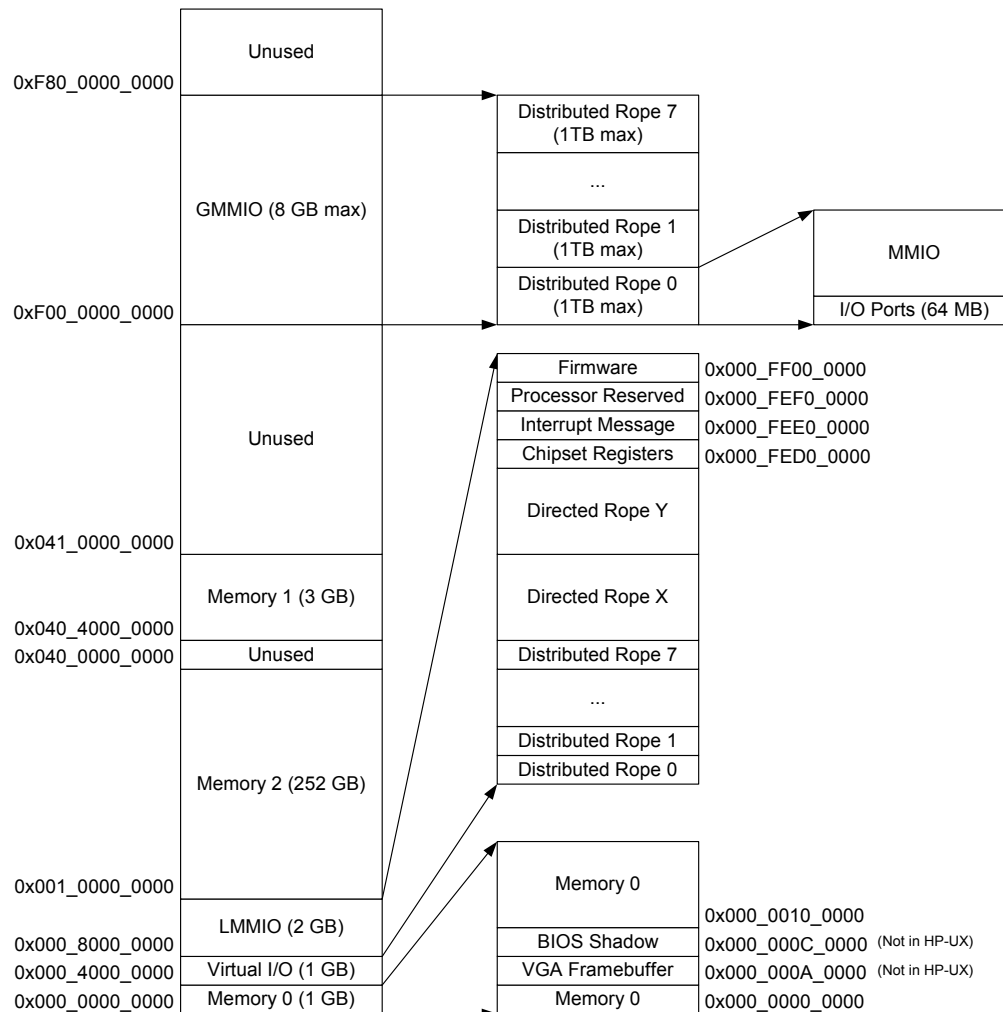 Unused
0xF80_0000_0000
GMMIO (8 GB max)
0xF00_0000_0000
Unused
0x041_0000_0000
Memory 1 (3 GB)
0x040_4000_0000
0x040_0000_0000
Unused
Memory 2 (252 GB)
0x001_0000_0000
LMMIO (2 GB)
0x000_8000_0000
Virtual I/O (1 GB)
0x000_4000_0000
Memory 0 (1 GB)
0x000_0000_0000
Distributed Rope 7
(1TB max)
...
Distributed Rope 1
(1TB max)
Distributed Rope 0
(1TB max)
MMIO
I/O Ports (64 MB)
Firmware
0x000_FF00_0000
Processor Reserved
0x000_FEF0_0000
Interrupt Message
0x000_FEE0_0000
Chipset Registers
0x000_FED0_0000
Directed Rope Y
Directed Rope X
Distributed Rope 7
...
Distributed Rope 1
Distributed Rope 0
Memory 0
0x000_0010_0000
BIOS Shadow
0x000_000C_0000 (Not in HP-UX)
VGA Framebuffer
0x000_000A_0000 (Not in HP-UX)
Memory 0
0x000_0000_0000